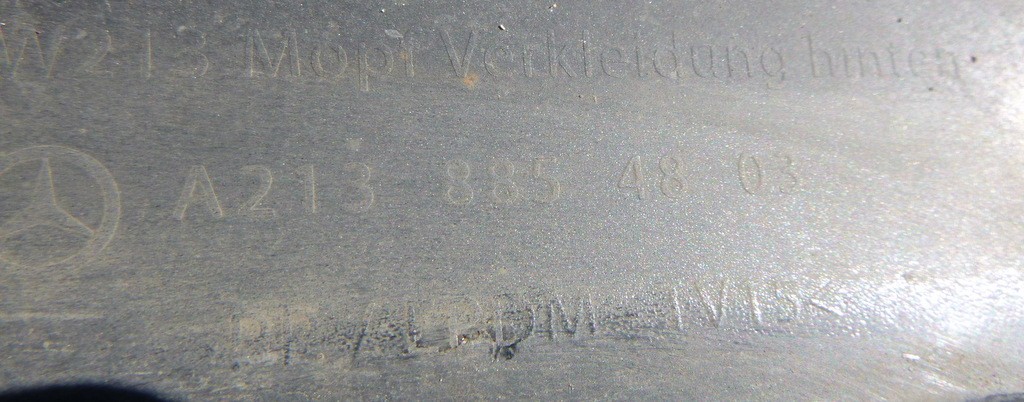 W213 Mopf Verkleidung hinten
A213 885 48 03